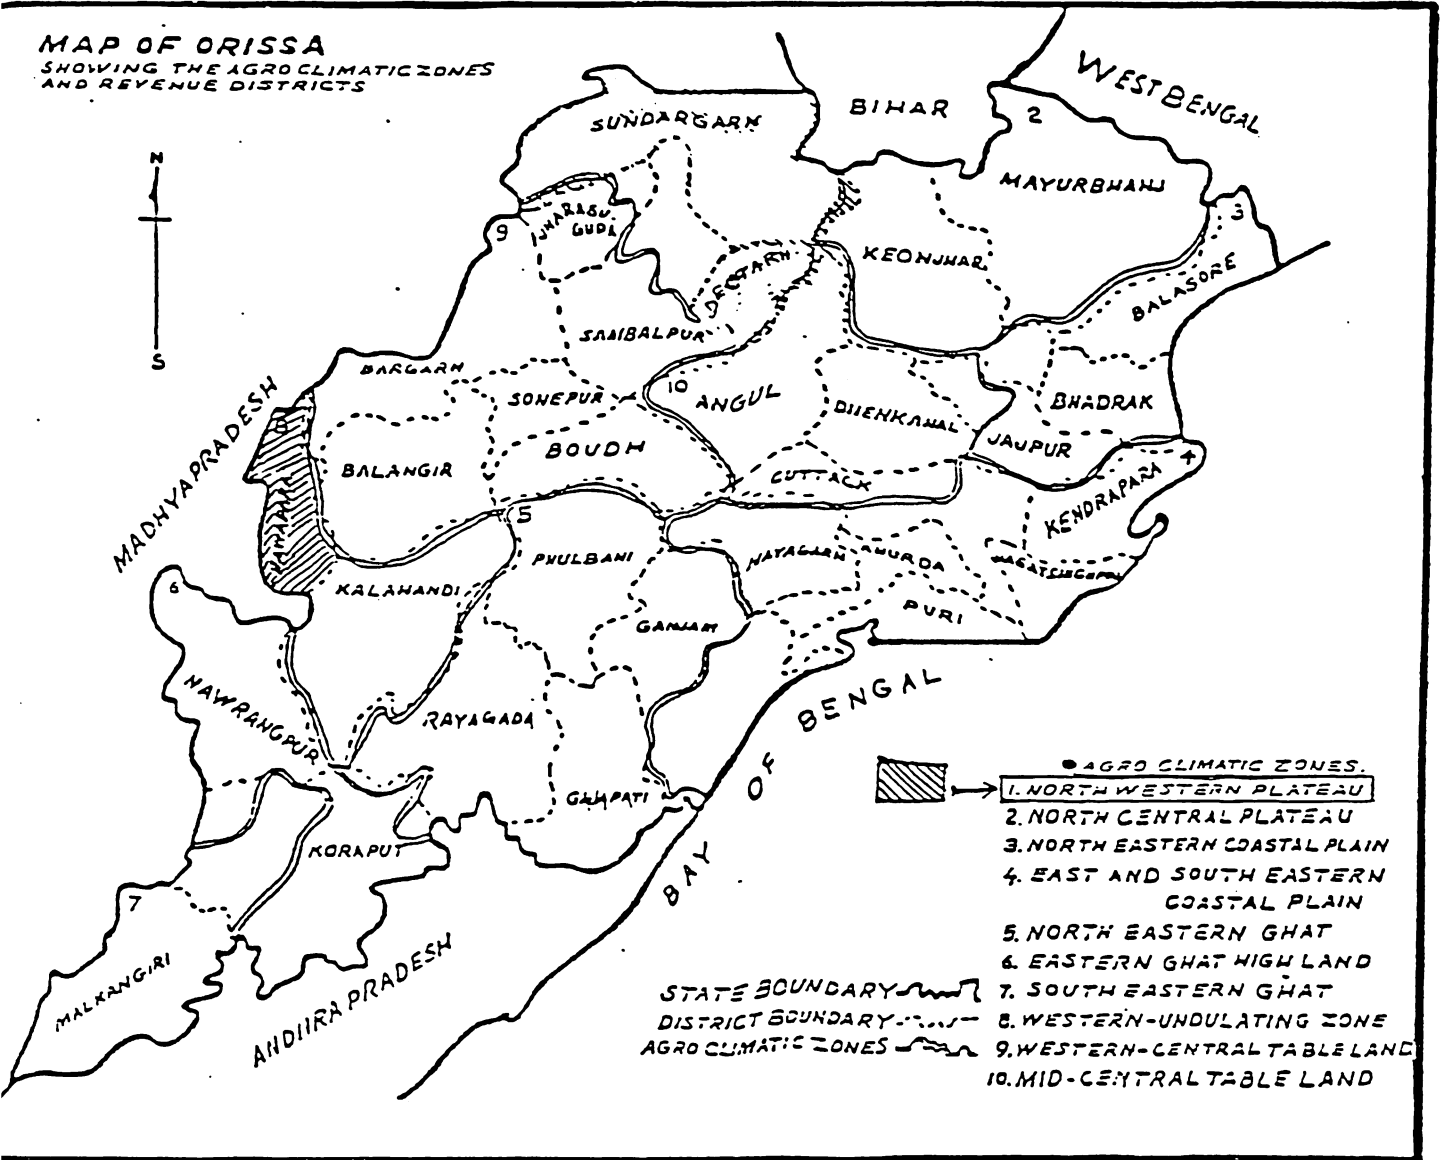 MAP OF ORISSA
SHOWING THE AGROCLIMATIC ZONES
AND REVENUE DISTRICTS
N
S
WEST BENGAL
BIHAR
2
SUNDARGARH
MAYURBHANJ
3
JHARASU
GUDA
9
KEONJHAR
DEOGARH
BALASORE
SAMBALPUR
BARGARH
10
SONEPUR
ANGUL
DHENKANAL
BHADRAK
MADHYAPRADESH
8
BOUDH
JAJPUR
BALANGIR
CUTTACK
4
KENDRAPARA
5
PHULBANI
NAYAGARH
KHURDA
JAGATSINGHPUR
6
KALAHANDI
PURI
GANJAM
NAWRANGPUR
RAYAGADA
GAJAPATI
BAY OF BENGAL
KORAPUT
7
MALKANGIRI
ANDHRA PRADESH
AGRO CLIMATIC ZONES.
1. NORTH WESTERN PLATEAU
2. NORTH CENTRAL PLATEAU
3. NORTH EASTERN COASTAL PLAIN
4. EAST AND SOUTH EASTERN
COASTAL PLAIN
5. NORTH EASTERN GHAT
6. EASTERN GHAT HIGH LAND
7. SOUTH EASTERN GHAT
8. WESTERN-UNDULATING ZONE
9. WESTERN-CENTRAL TABLE LAND
10. MID-CENTRAL TABLE LAND
STATE BOUNDARY
DISTRICT BOUNDARY
AGRO CLIMATIC ZONES